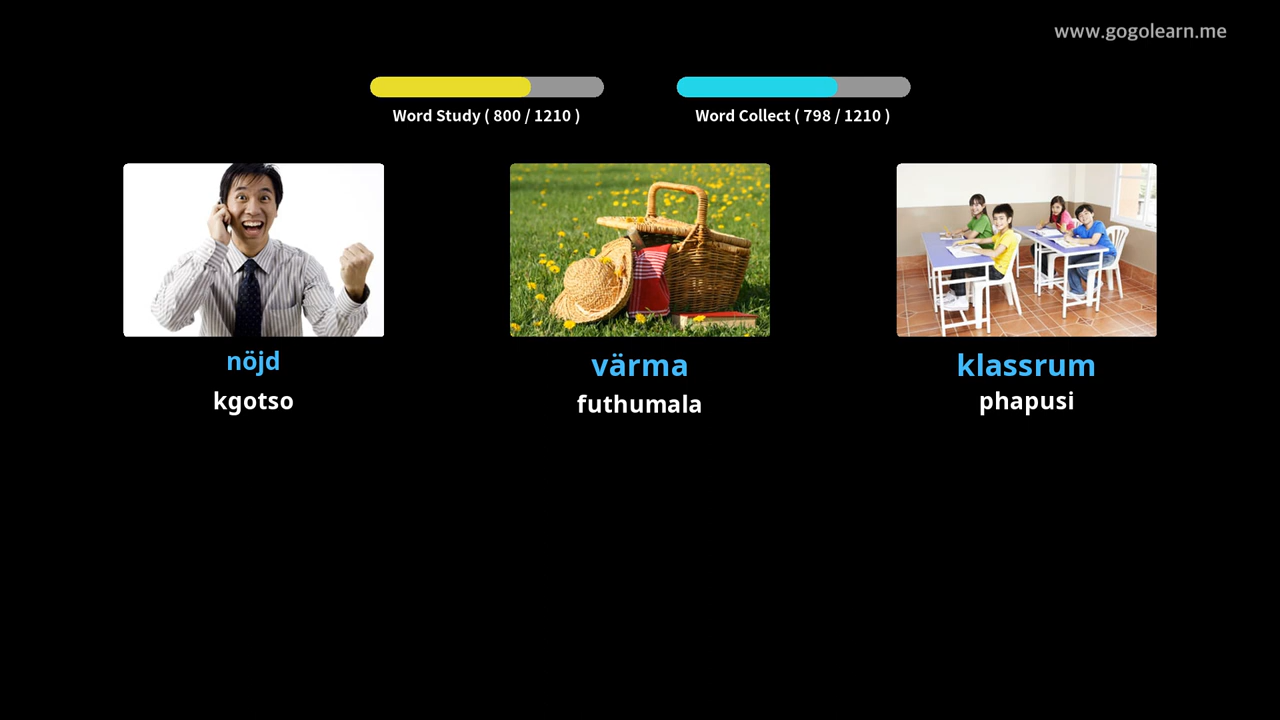 www.gogolearn.me
Word Study ( 800 / 1210 )
Word Collect ( 798 / 1210 )
nöjd
kgotso
värma
futhumala
klassrum
phapusi